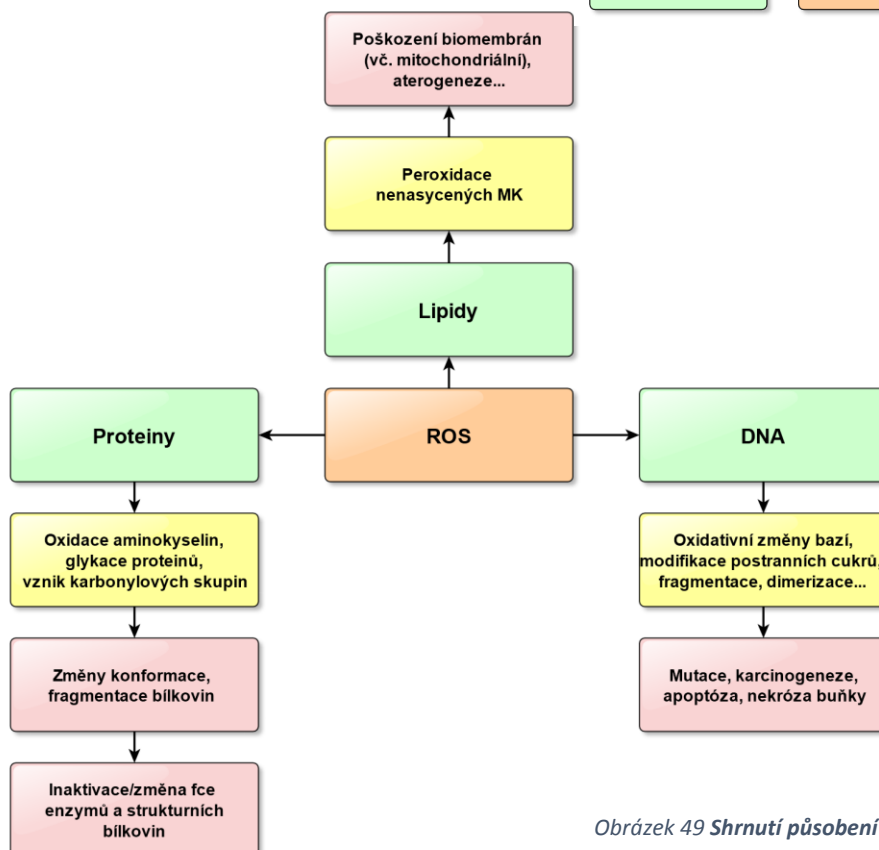 Poškození biomembrán
(vč. mitochondriální),
aterogeneze...
Peroxidace
nenasycených MK
Lipidy
Proteiny
ROS
DNA
Oxidace aminokyselin,
glykace proteinů,
vznik karbonylových skupin
Oxidativní změny bazí,
modifikace postranních cukrů,
fragmentace, dimerizace...
Změny konformace,
fragmentace bílkovin
Mutace, karcinogeneze,
apoptóza, nekróza buňky
Inaktivace/změna fce
enzymů a strukturních
bílkovin
Obrázek 49 Shrnutí působení